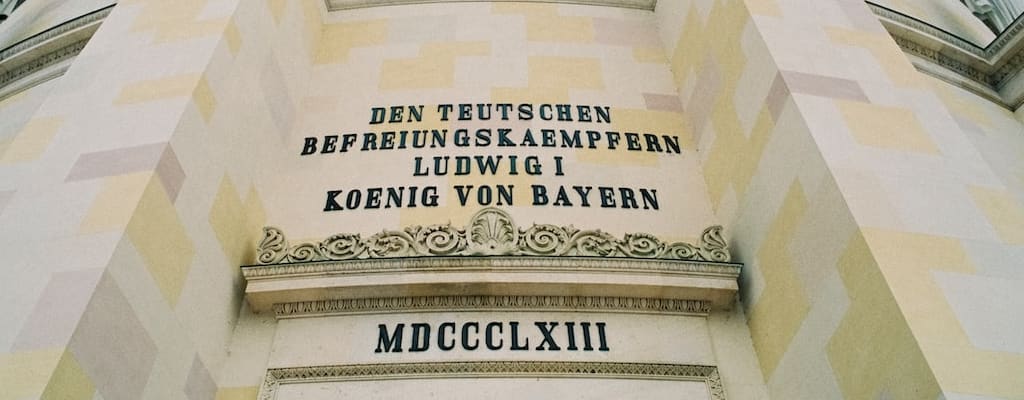 DEN TEUTSCHEN
BEFREIUNGSKAEMPFERN
LUDWIG I
KOENIG VON BAYERN
MDCCCLXIII